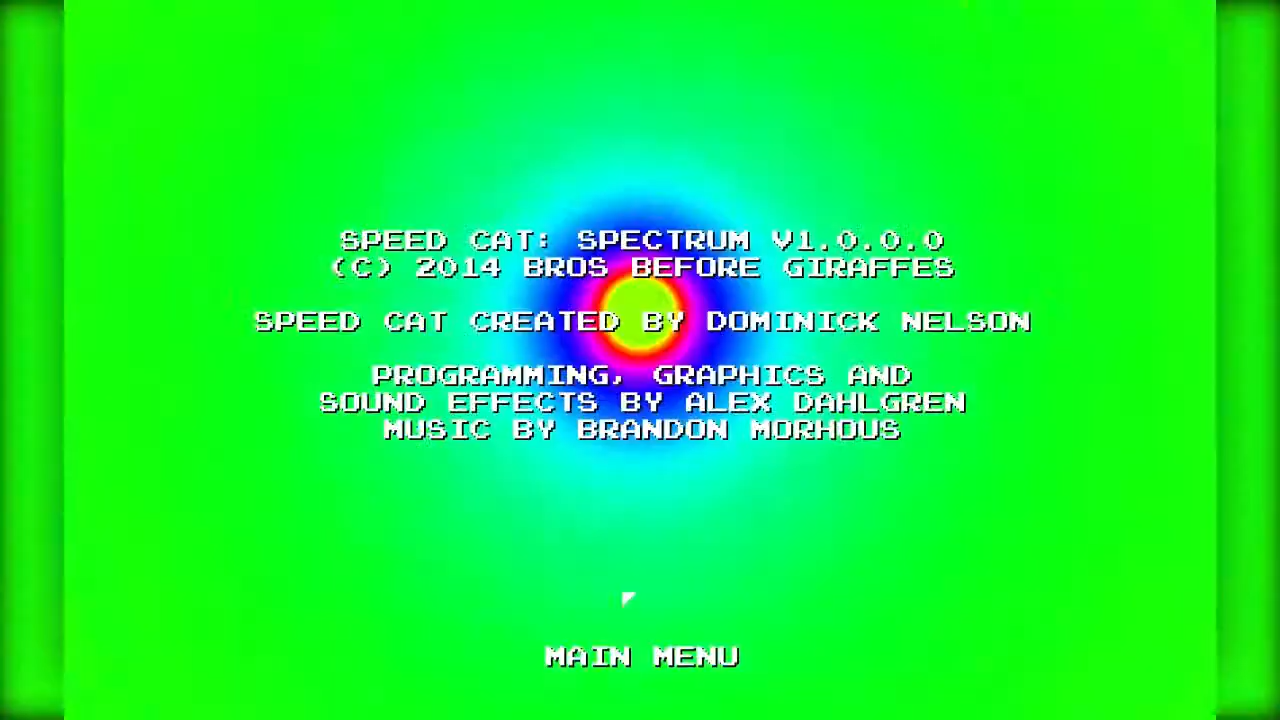 SPEED CAT: SPECTRUM V1.0.0.0
(C) 2014 BROS BEFORE GIRAFFES
SPEED CAT CREATED BY DOMINICK NELSON
PROGRAMMING, GRAPHICS AND
SOUND EFFECTS BY ALEX DAHLGREN
MUSIC BY BRANDON MORHOUS
MAIN MENU